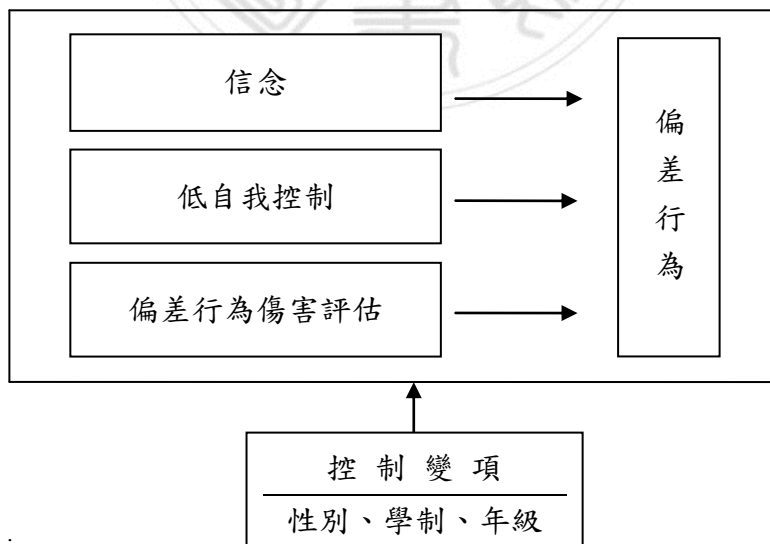 信念
低自我控制
偏差行為傷害評估
偏差行為
控制變項
性別、學制、年級